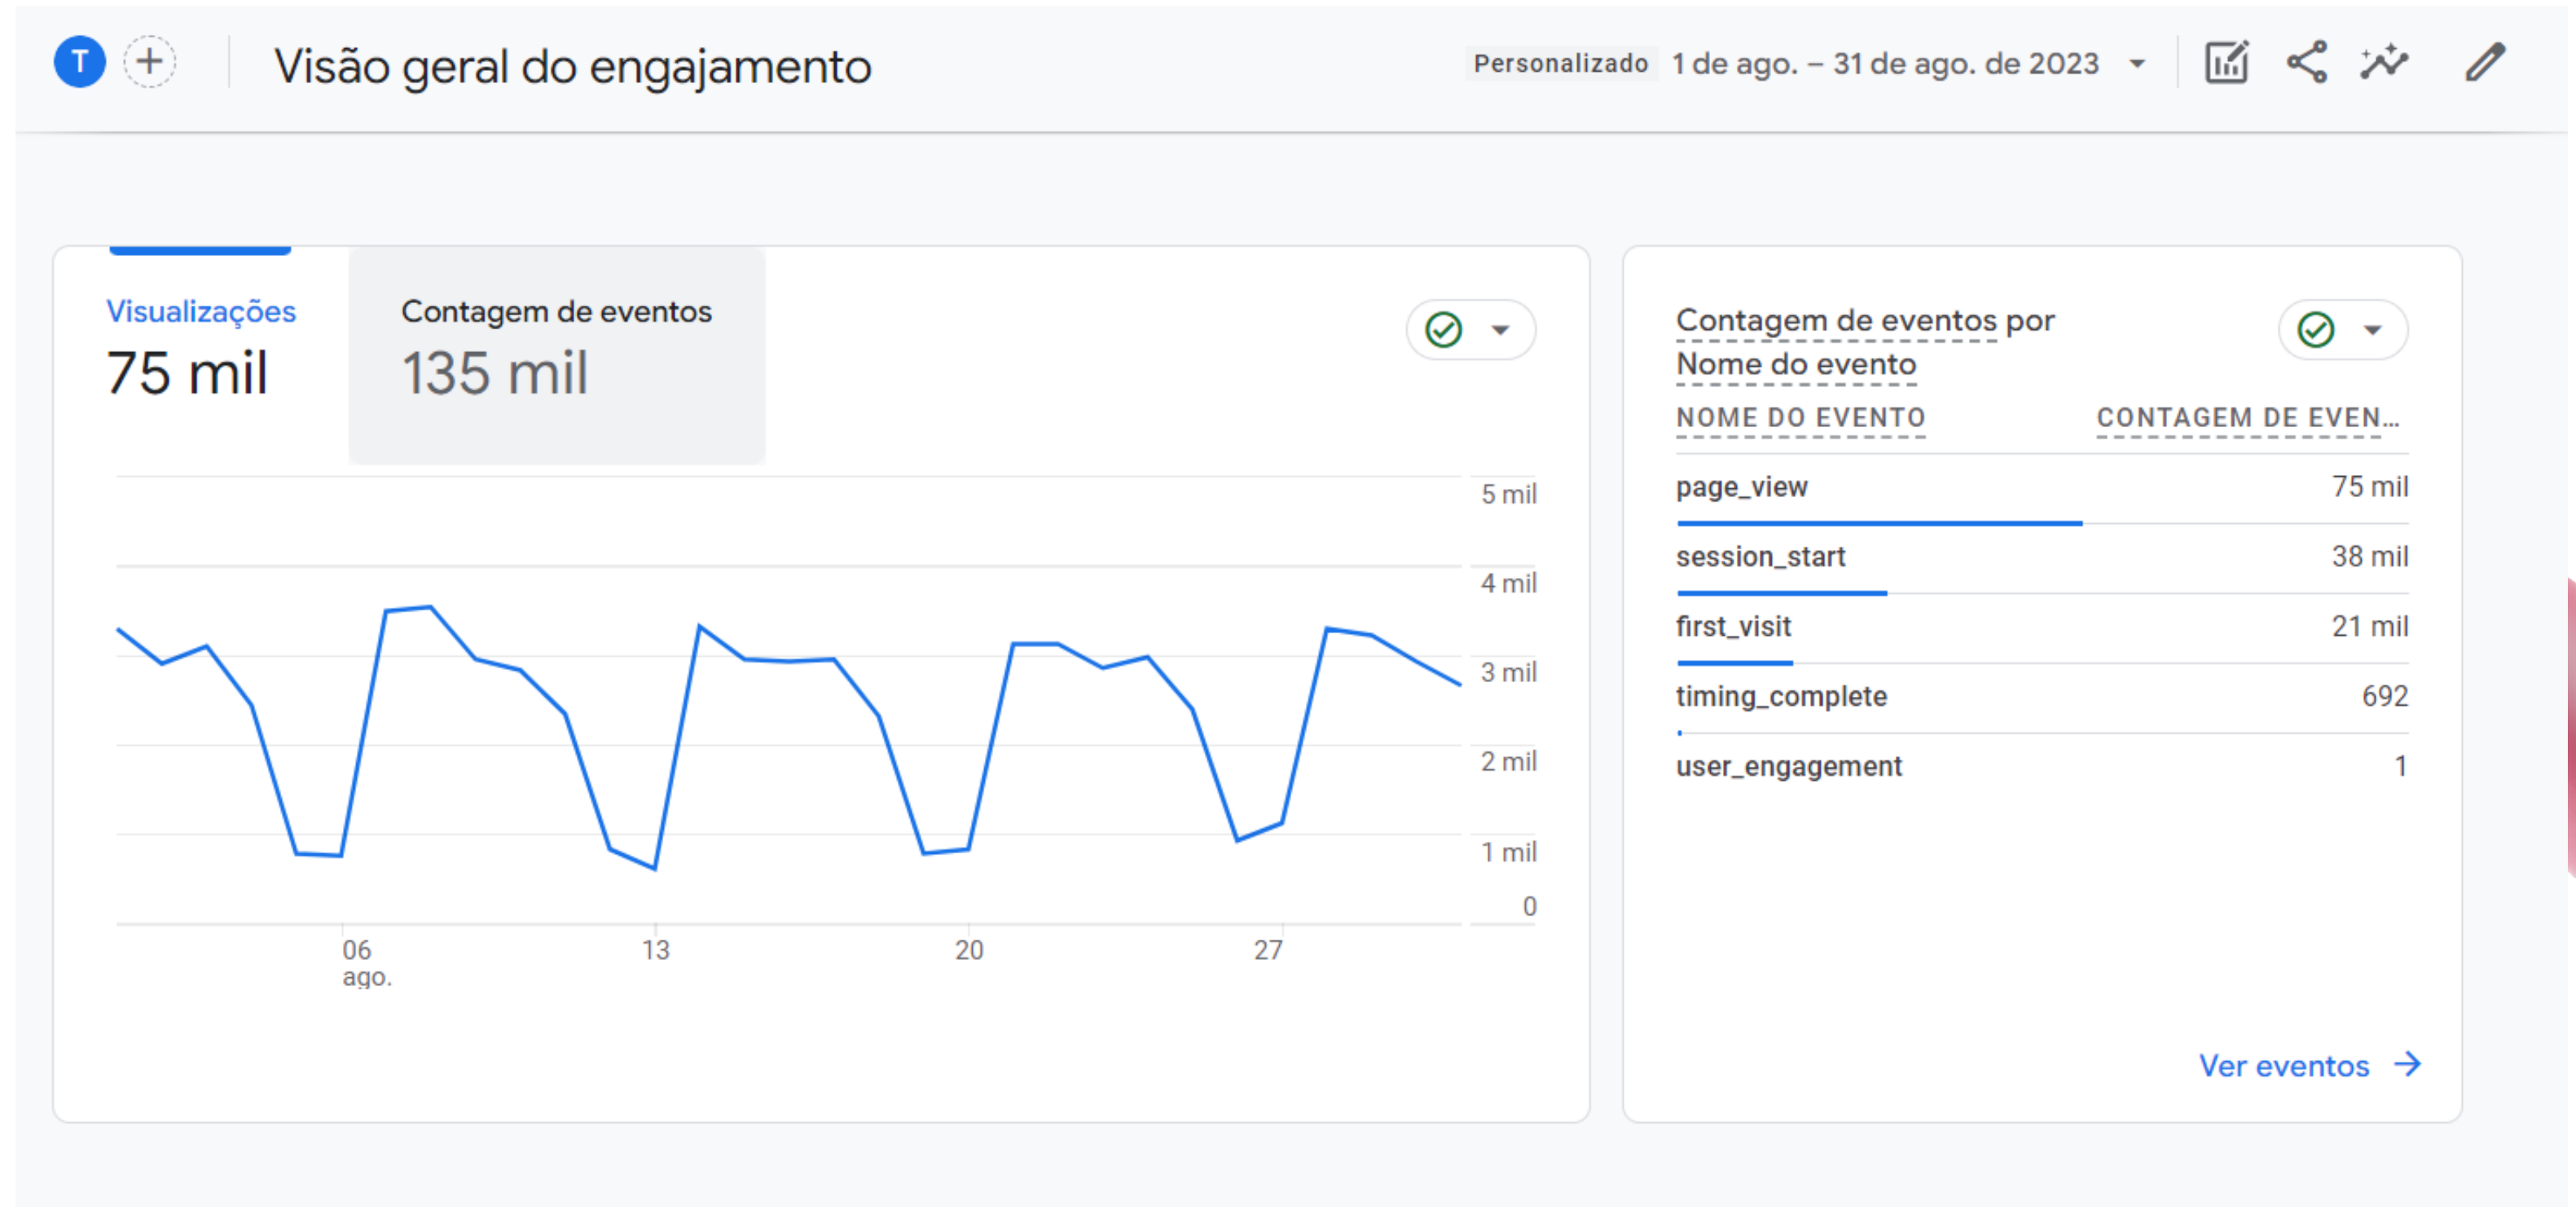 T
Visão geral do engajamento
Personalizado 1 de ago. – 31 de ago. de 2023
Visualizações
75 mil
Contagem de eventos
135 mil
5 mil
4 mil
3 mil
2 mil
1 mil
0
06
ago.
13
20
27
Contagem de eventos por
Nome do evento
NOME DO EVENTO CONTAGEM DE EVEN...
page_view 75 mil
session_start 38 mil
first_visit 21 mil
timing_complete 692
user_engagement 1
Ver eventos